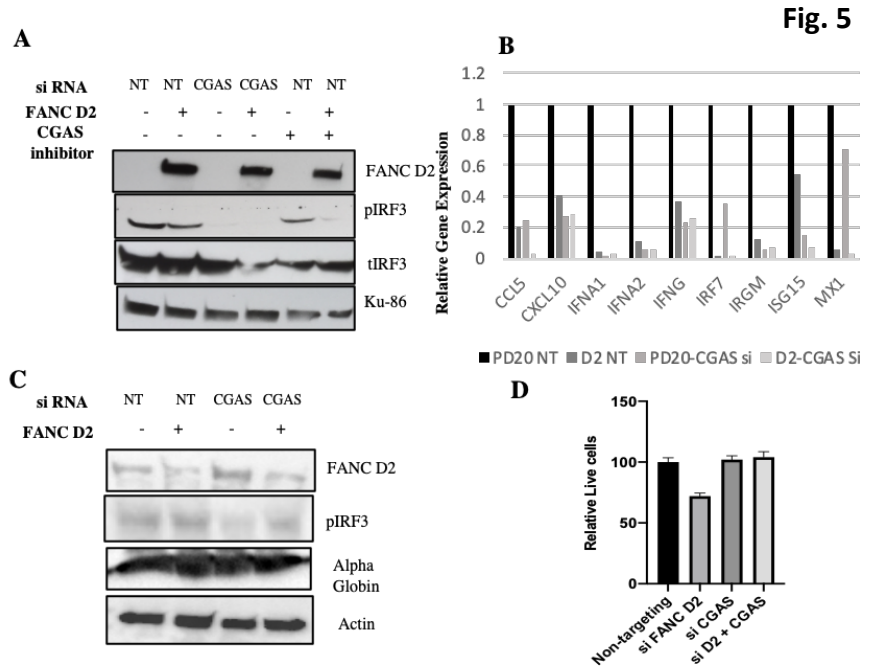 Fig. 5
A
si RNA NT NT CGAS CGAS NT NT
FANC D2 - + - + - +
CGAS - - - - + +
inhibitor
FANC D2
pIRF3
tIRF3
Ku-86
B
Relative Gene Expression
1.2
1
0.8
0.6
0.4
0.2
0
CCL5 CXCL10 IFNA1 IFNA2 IFNG IRF7 IRGM ISG15 MX1
PD20 NT D2 NT PD20-CGAS si D2-CGAS Si
C
si RNA NT NT CGAS CGAS
FANC D2 - + - +
FANC D2
pIRF3
Alpha
Globin
Actin
D
Relative Live cells
150
100
50
0
Non-targeting si FANC D2 si CGAS si D2 + CGAS